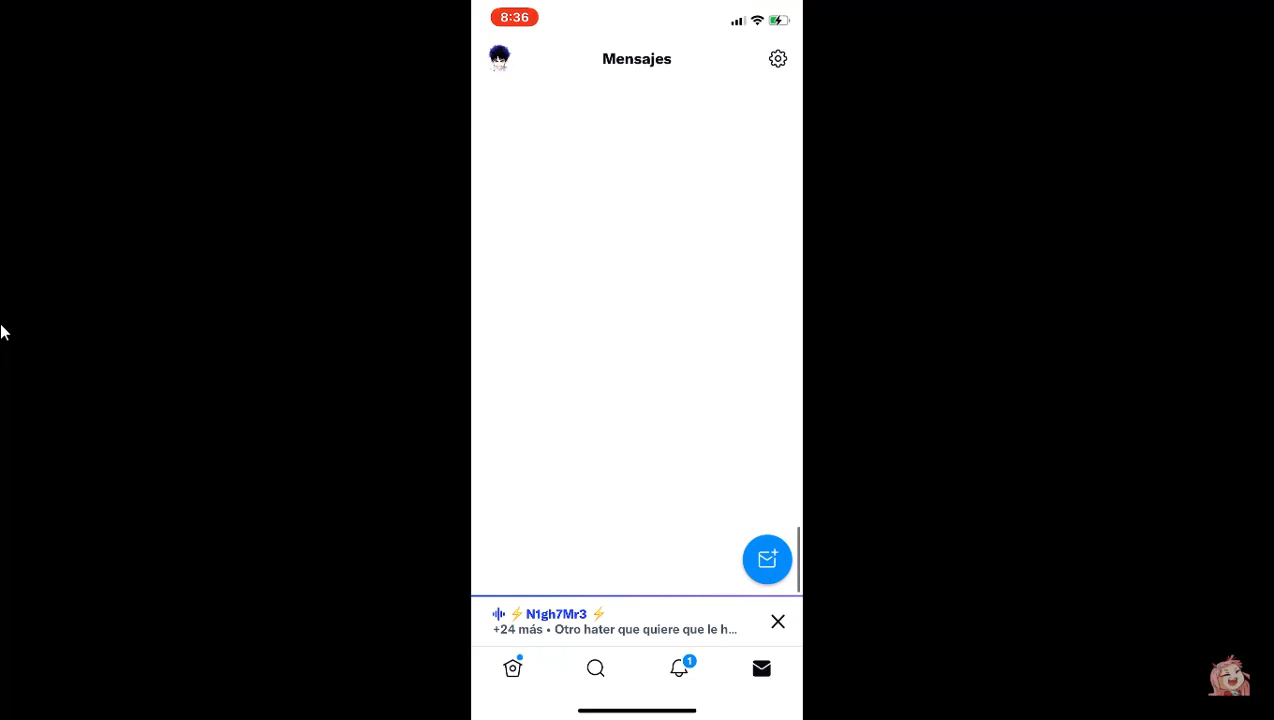 8:36
Mensajes
⚡ N1gh7Mr3 ⚡
+24 más • Otro hater que quiere que le h...
1